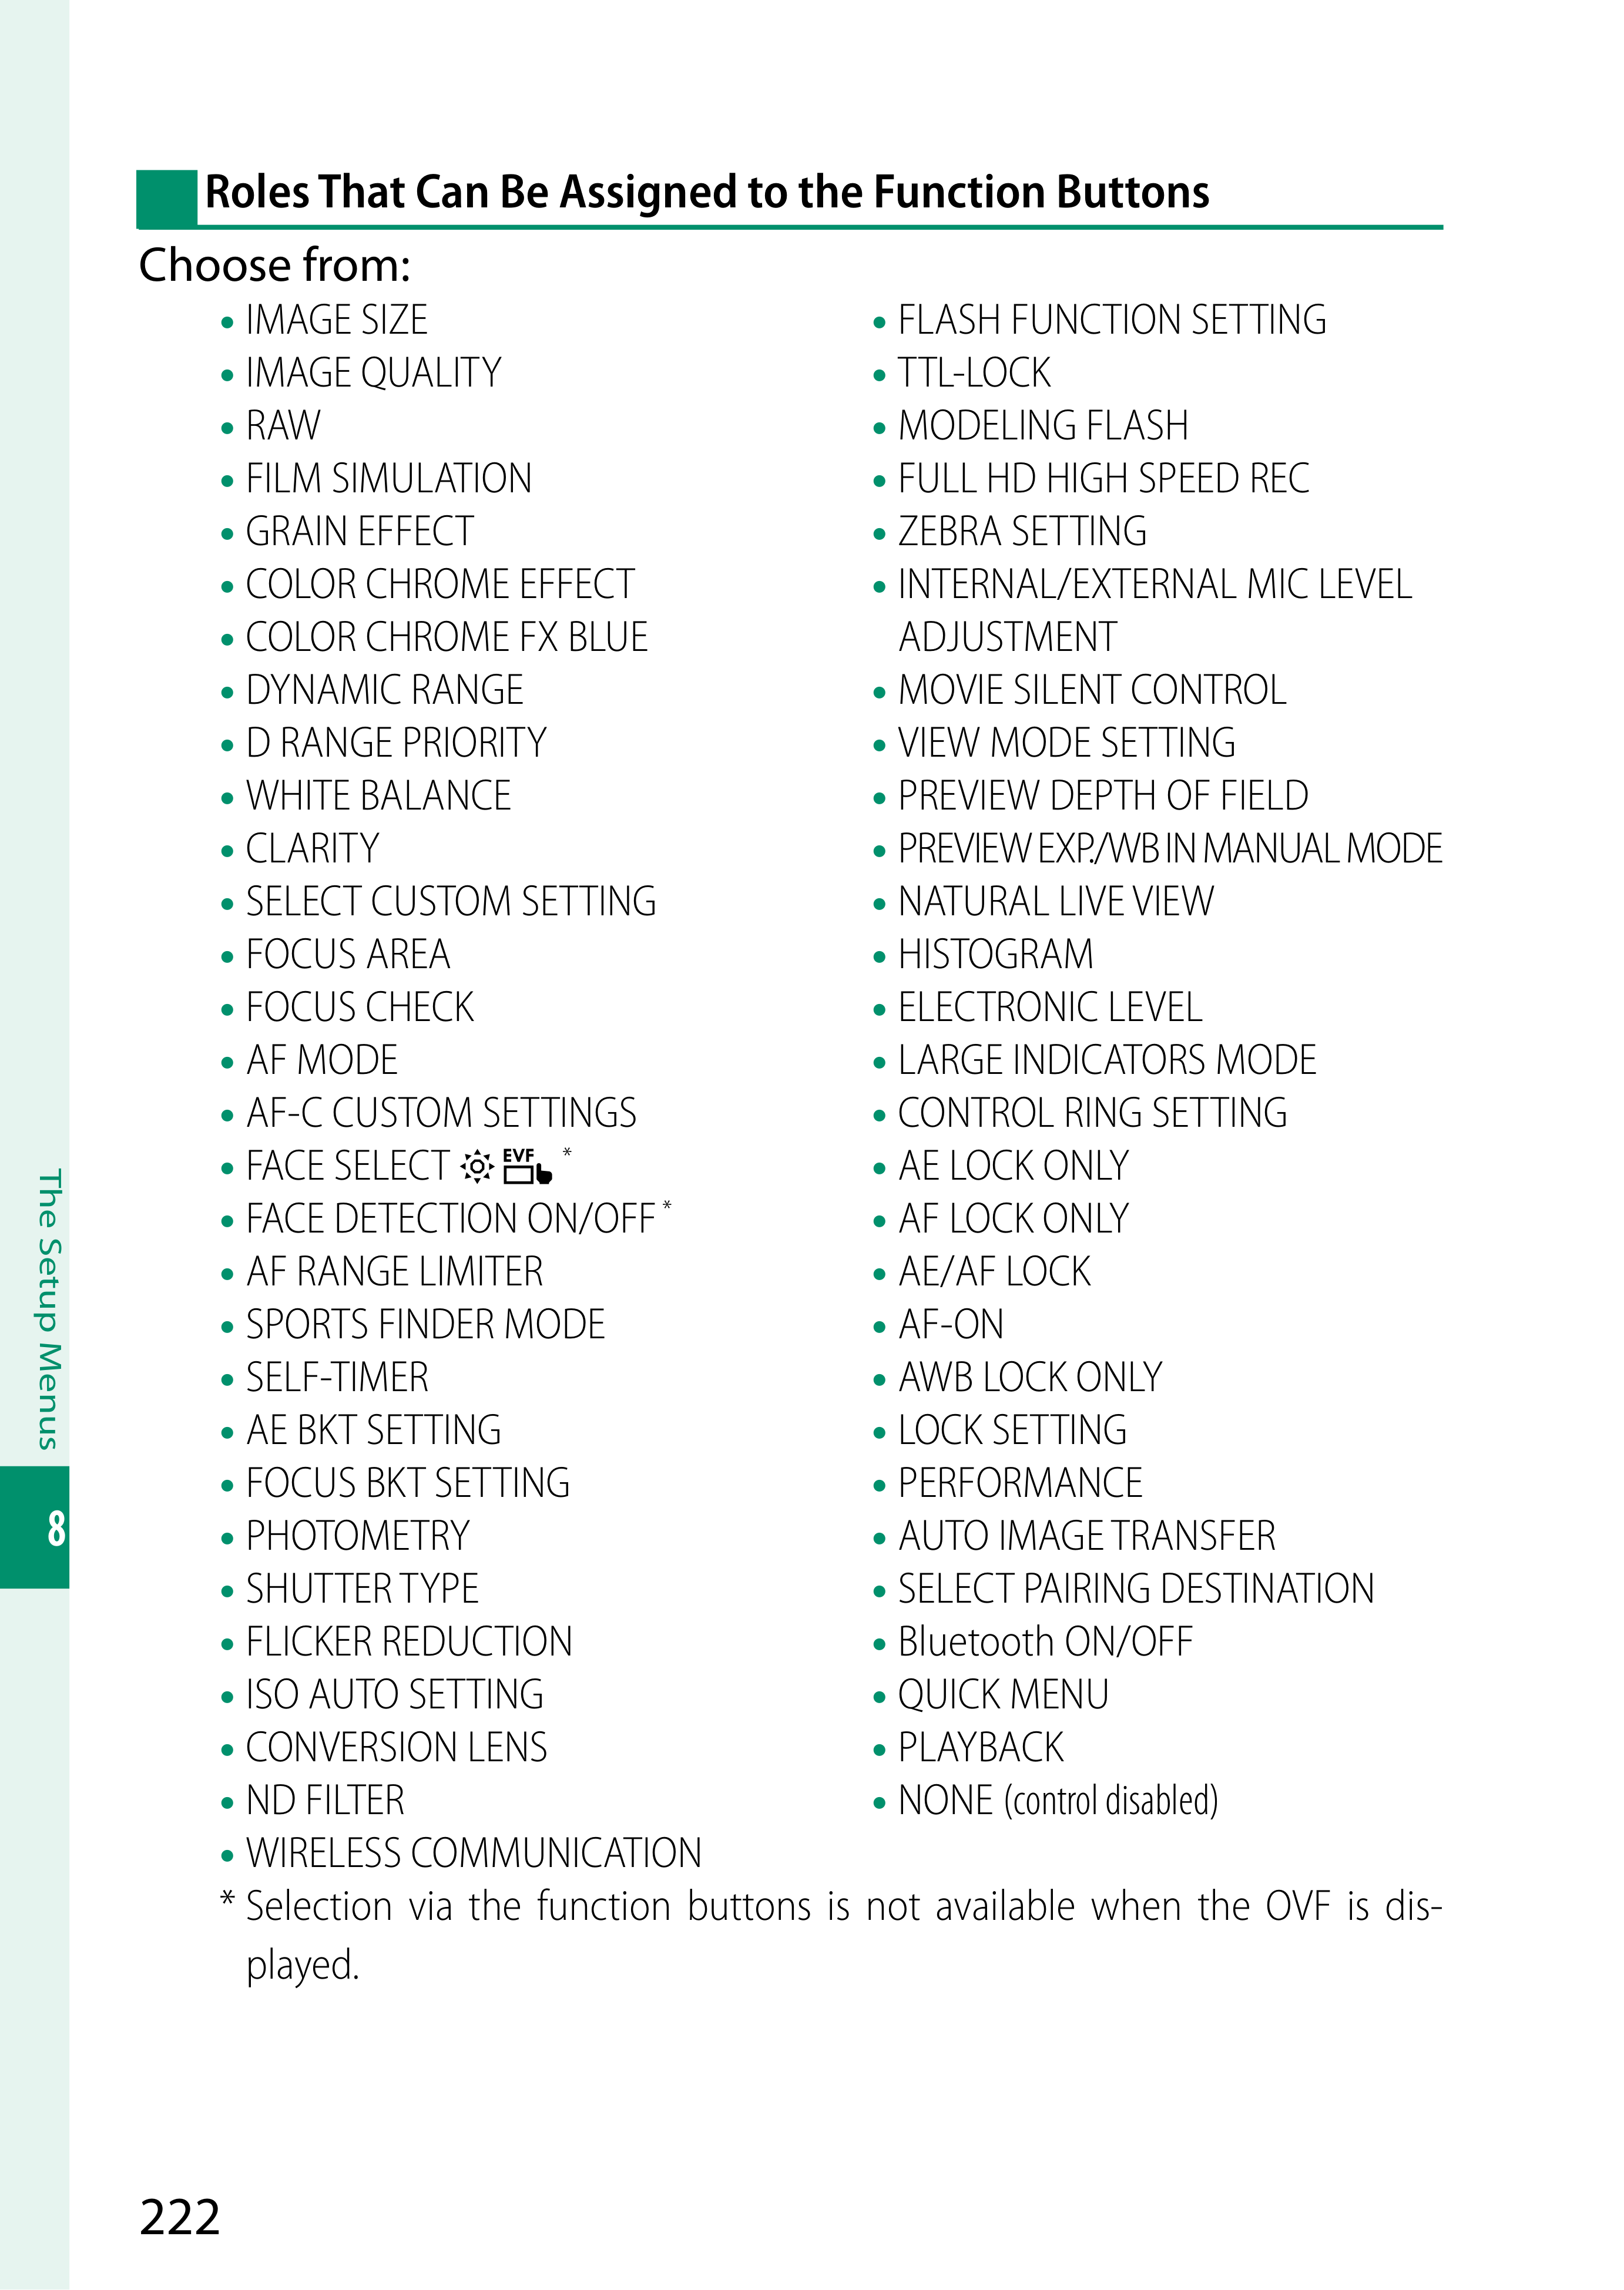 Roles That Can Be Assigned to the Function Buttons
Choose from:
• IMAGE SIZE
• IMAGE QUALITY
• RAW
• FILM SIMULATION
• GRAIN EFFECT
• COLOR CHROME EFFECT
• COLOR CHROME FX BLUE
• DYNAMIC RANGE
• D RANGE PRIORITY
• WHITE BALANCE
• CLARITY
• SELECT CUSTOM SETTING
• FOCUS AREA
• FOCUS CHECK
• AF MODE
• AF-C CUSTOM SETTINGS
• FACE SELECT EVF *
• FACE DETECTION ON/OFF *
• AF RANGE LIMITER
• SPORTS FINDER MODE
• SELF-TIMER
• AE BKT SETTING
• FOCUS BKT SETTING
• PHOTOMETRY
• SHUTTER TYPE
• FLICKER REDUCTION
• ISO AUTO SETTING
• CONVERSION LENS
• ND FILTER
• WIRELESS COMMUNICATION
• FLASH FUNCTION SETTING
• TTL-LOCK
• MODELING FLASH
• FULL HD HIGH SPEED REC
• ZEBRA SETTING
• INTERNAL/EXTERNAL MIC LEVEL
ADJUSTMENT
• MOVIE SILENT CONTROL
• VIEW MODE SETTING
• PREVIEW DEPTH OF FIELD
• PREVIEW EXP./WB IN MANUAL MODE
• NATURAL LIVE VIEW
• HISTOGRAM
• ELECTRONIC LEVEL
• LARGE INDICATORS MODE
• CONTROL RING SETTING
• AE LOCK ONLY
• AF LOCK ONLY
• AE/AF LOCK
• AF-ON
• AWB LOCK ONLY
• LOCK SETTING
• PERFORMANCE
• AUTO IMAGE TRANSFER
• SELECT PAIRING DESTINATION
• Bluetooth ON/OFF
• QUICK MENU
• PLAYBACK
• NONE (control disabled)
* Selection via the function buttons is not available when the OVF is dis-
played.
The Setup Menus
8
222